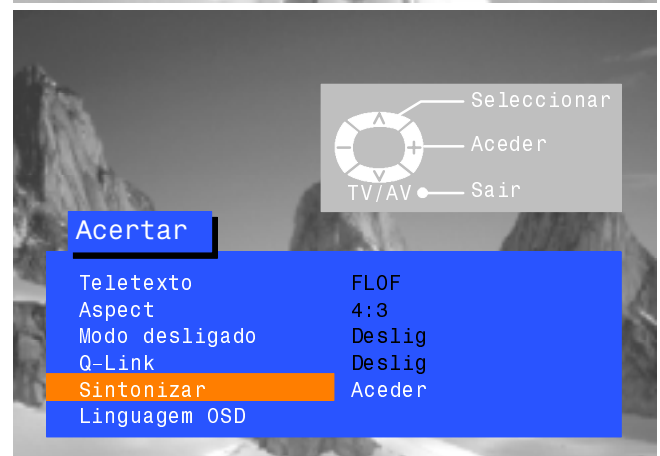 Seleccionar
Aceder
TV/AV Sair
Acertar
Teletexto FLOF
Aspect 4:3
Modo desligado Deslig
Q-Link Deslig
Sintonizar Aceder
Linguagem OSD